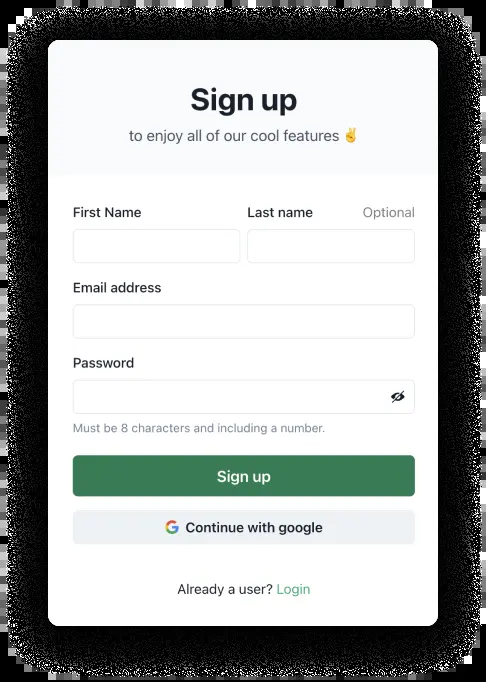 Sign up
to enjoy all of our cool features ✌️
First Name
Last name Optional
Email address
Password
Must be 8 characters and including a number.
Sign up
Continue with google
Already a user? Login